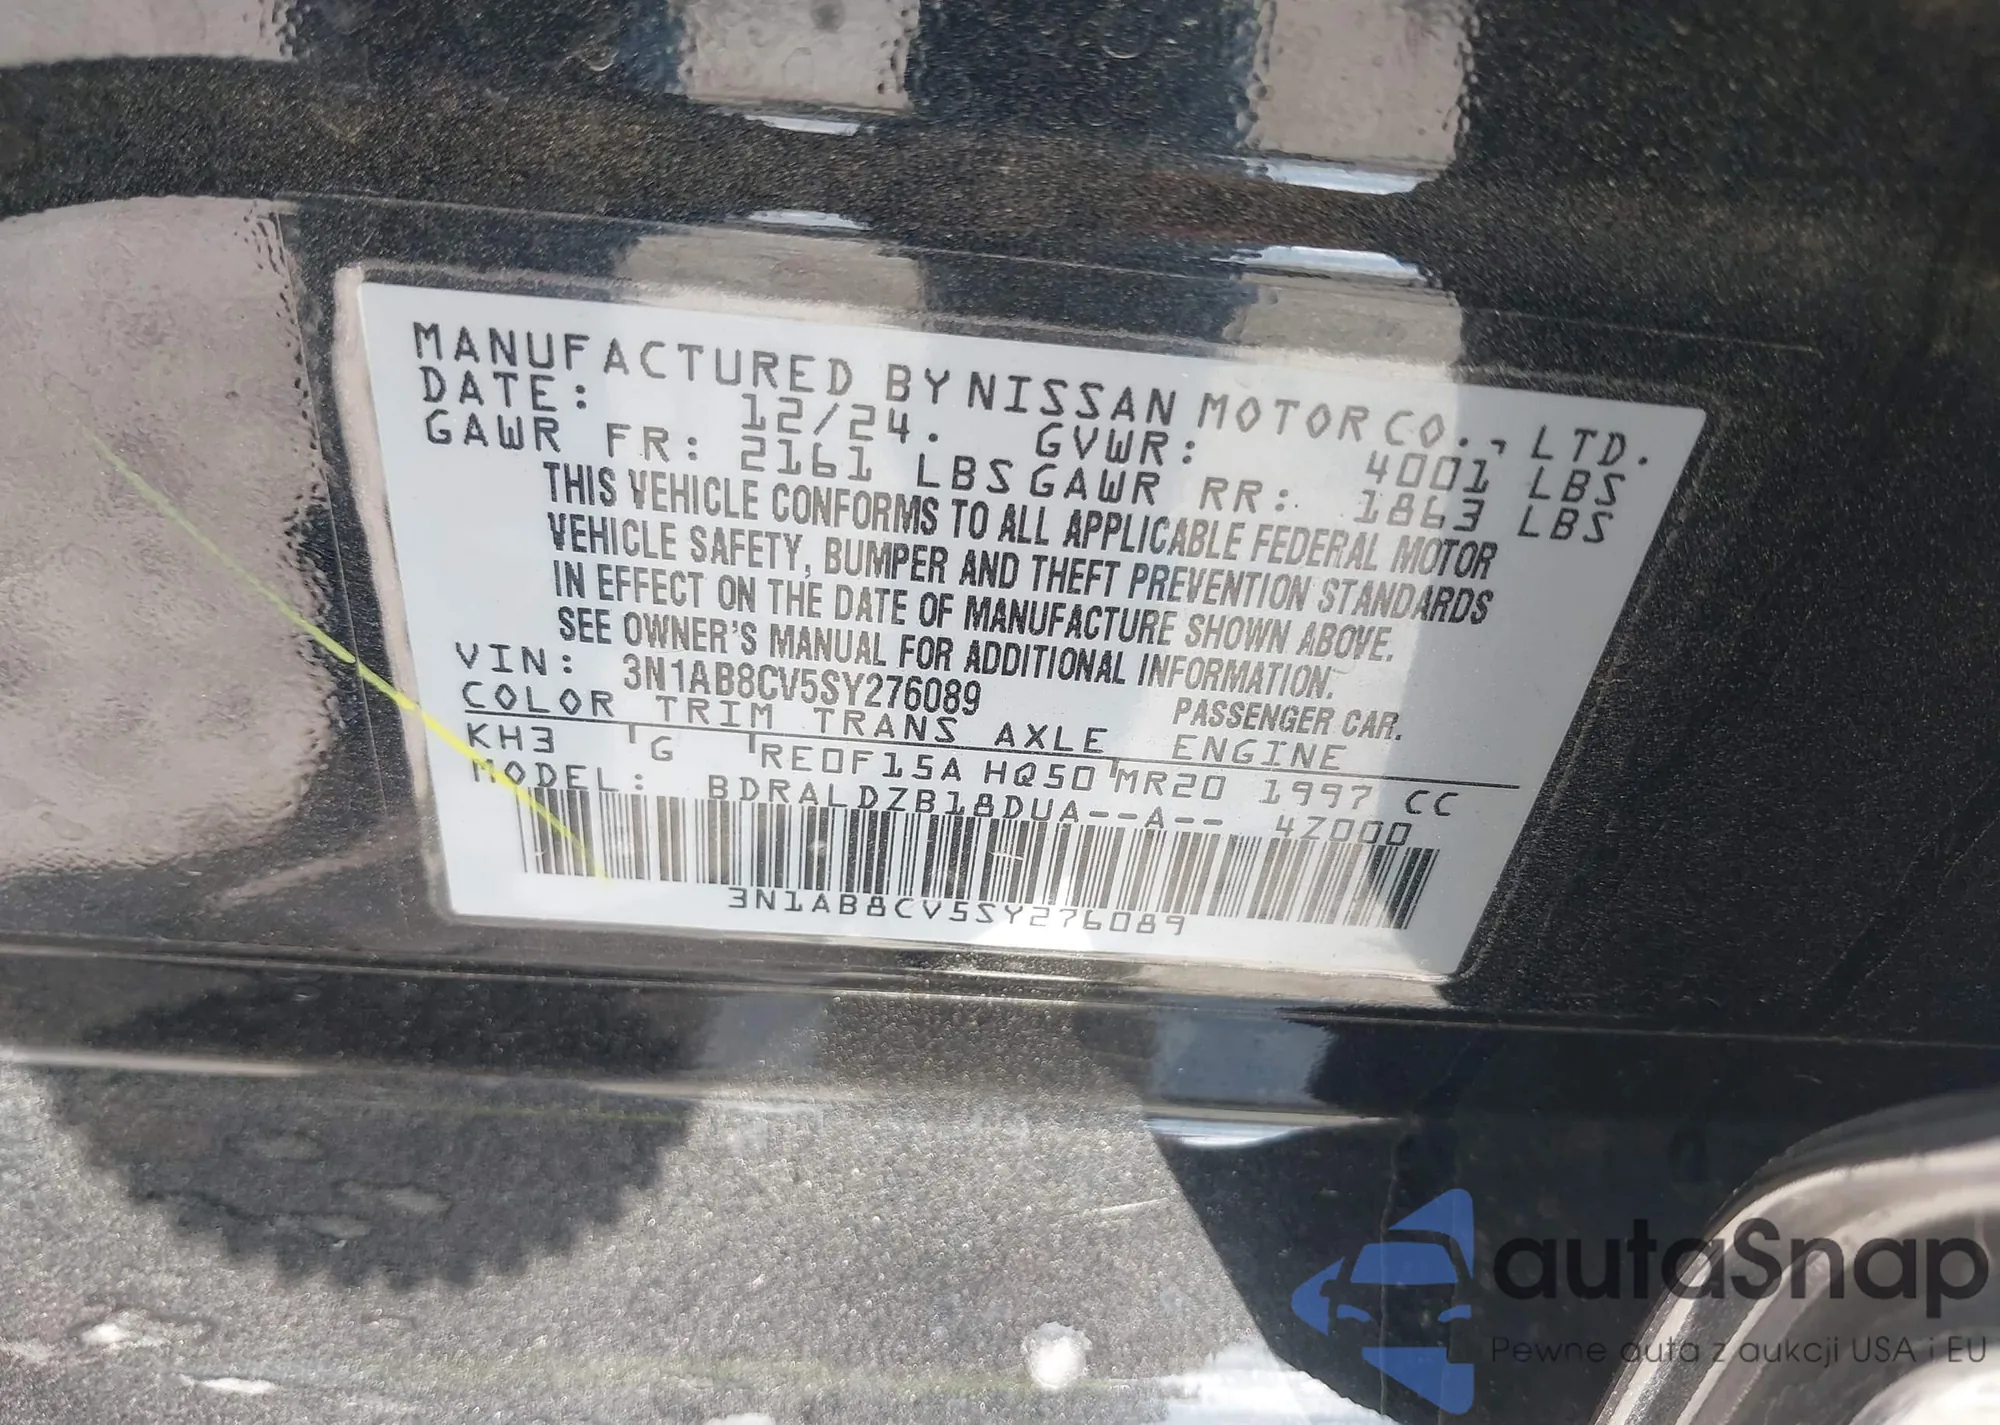 MANUFACTURED BY NISSAN MOTOR CO., LTD.
DATE: 12/24. GVWR: 4001 LBS
GAWR FR: 2161 LBS GAWR RR: 1863 LBS
THIS VEHICLE CONFORMS TO ALL APPLICABLE FEDERAL MOTOR
VEHICLE SAFETY, BUMPER AND THEFT PREVENTION STANDARDS
IN EFFECT ON THE DATE OF MANUFACTURE SHOWN ABOVE.
SEE OWNER'S MANUAL FOR ADDITIONAL INFORMATION.
VIN: 3N1AB8CV5SY276089 PASSENGER CAR.
COLOR TRIM TRANS AXLE ENGINE
KH3 G RE0F15A HQ50 MR20 1997 CC
MODEL: BDRALDZB18DUA--A-- 4Z000
3N1AB8CV5SY276089
autaSnap
Pewne auta z aukcji USA i EU